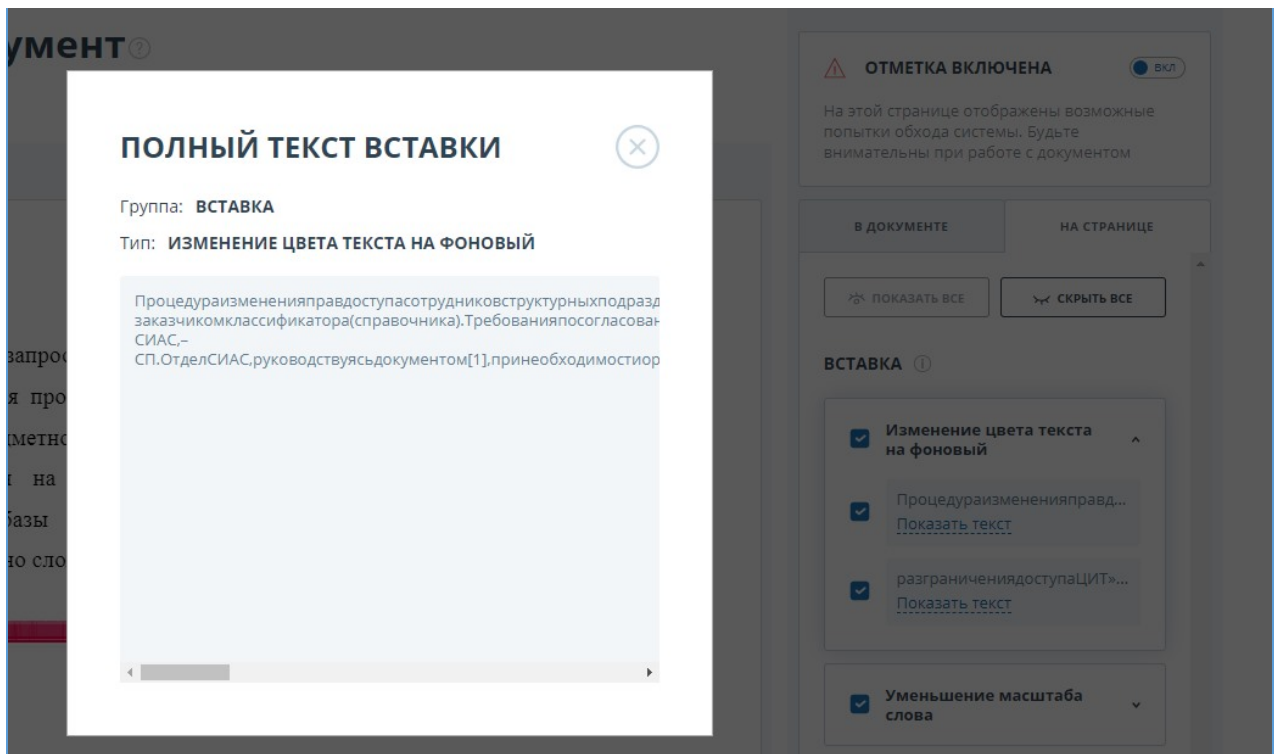 умент
ПОЛНЫЙ ТЕКСТ ВСТАВКИ
Группа: ВСТАВКА
Тип: ИЗМЕНЕНИЕ ЦВЕТА ТЕКСТА НА ФОНОВЫЙ
Процедураизмененияправдоступасотрудниковструктурныхподразд
заказчикомклассификатора(справочника).Требованияпосогласован
СИАС,–
СП.ОтделСИАС,руководствуясьдокументом[1],принеобходимостиор
запрос
я про
метно
на
базы
но сло
ОТМЕТКА ВКЛЮЧЕНА
ВКЛ
На этой странице отображены возможные
попытки обхода системы. Будьте
внимательны при работе с документом
В ДОКУМЕНТЕ
НА СТРАНИЦЕ
ПОКАЗАТЬ ВСЕ
СКРЫТЬ ВСЕ
ВСТАВКА
Изменение цвета текста
на фоновый
Процедураизмененияправд...
Показать текст
разграничениядоступаЦИТ»...
Показать текст
Уменьшение масштаба
слова